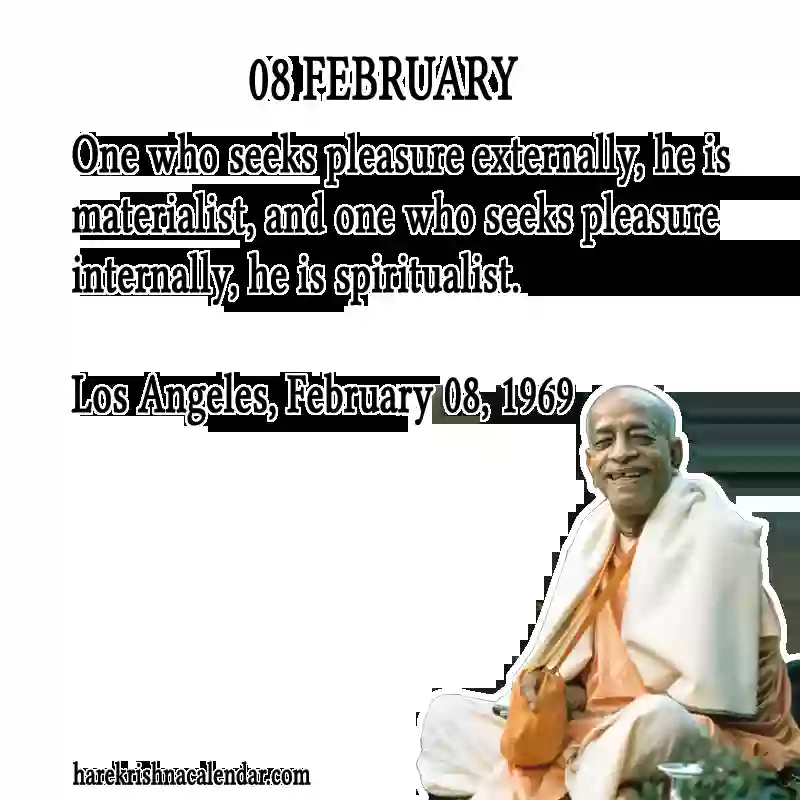 08 FEBRUARY
One who seeks pleasure externally, he is
materialist, and one who seeks pleasure
internally, he is spiritualist.
Los Angeles, February 08, 1969
harekrishnacalendar.com